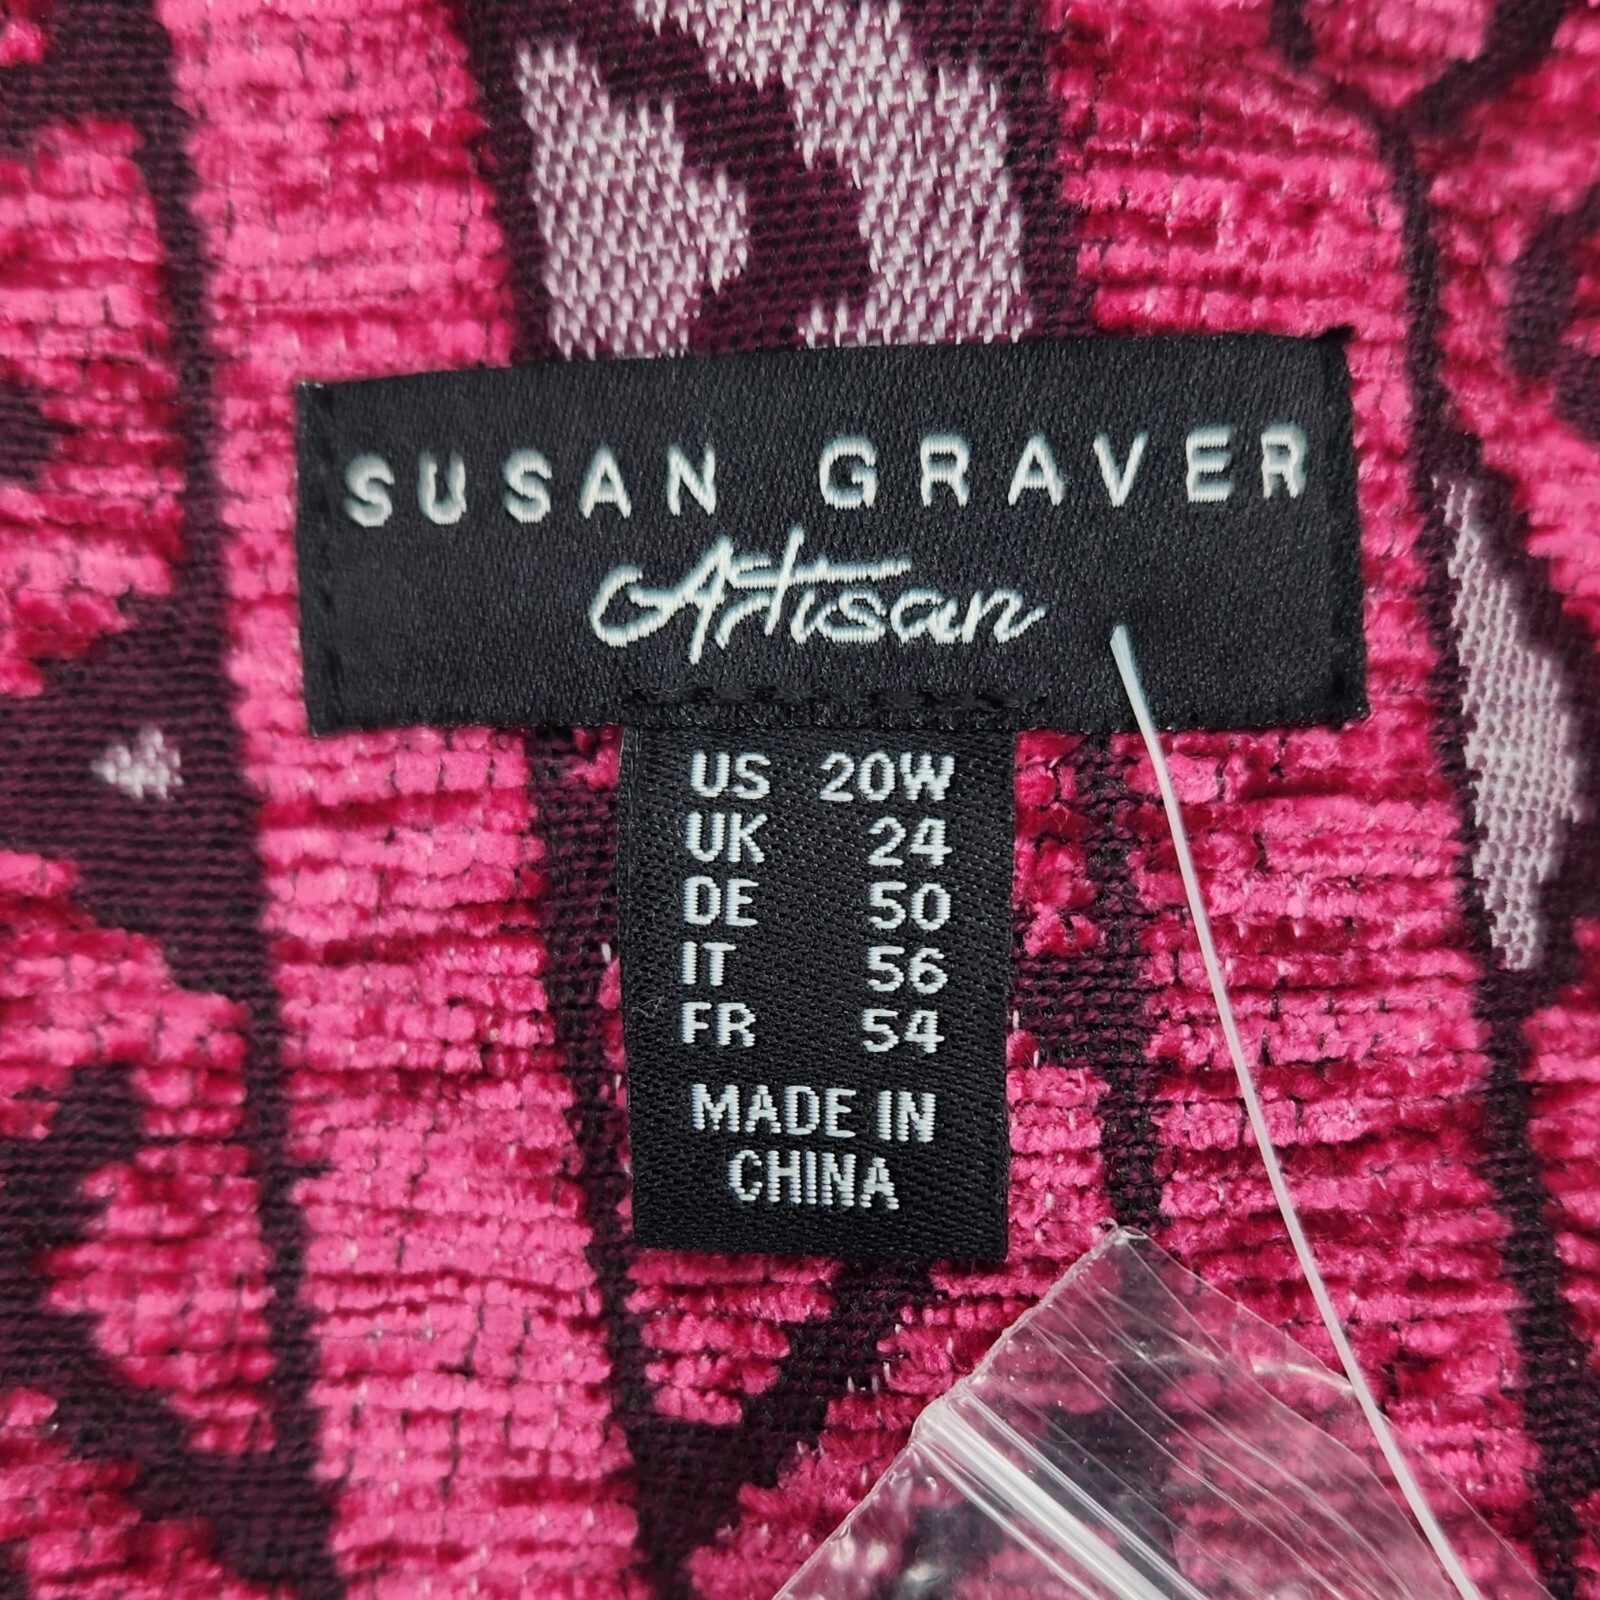 SUSAN GRAVER
Artisan
US 20W
UK 24
DE 50
IT 56
FR 54
MADE IN
CHINA